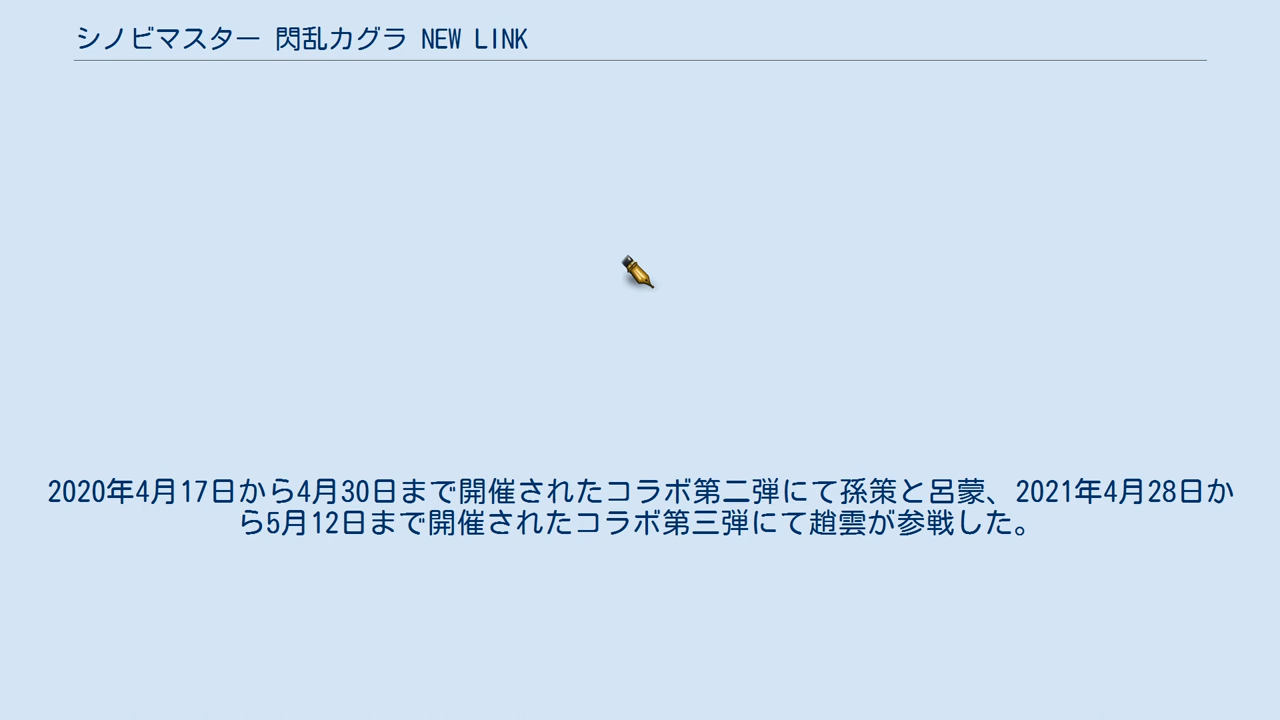 シノビマスター 閃乱カグラ NEW LINK
2020年4月17日から4月30日まで開催されたコラボ第二弾にて孫策と呂蒙、2021年4月28日か
ら5月12日まで開催されたコラボ第三弾にて趙雲が参戦した。